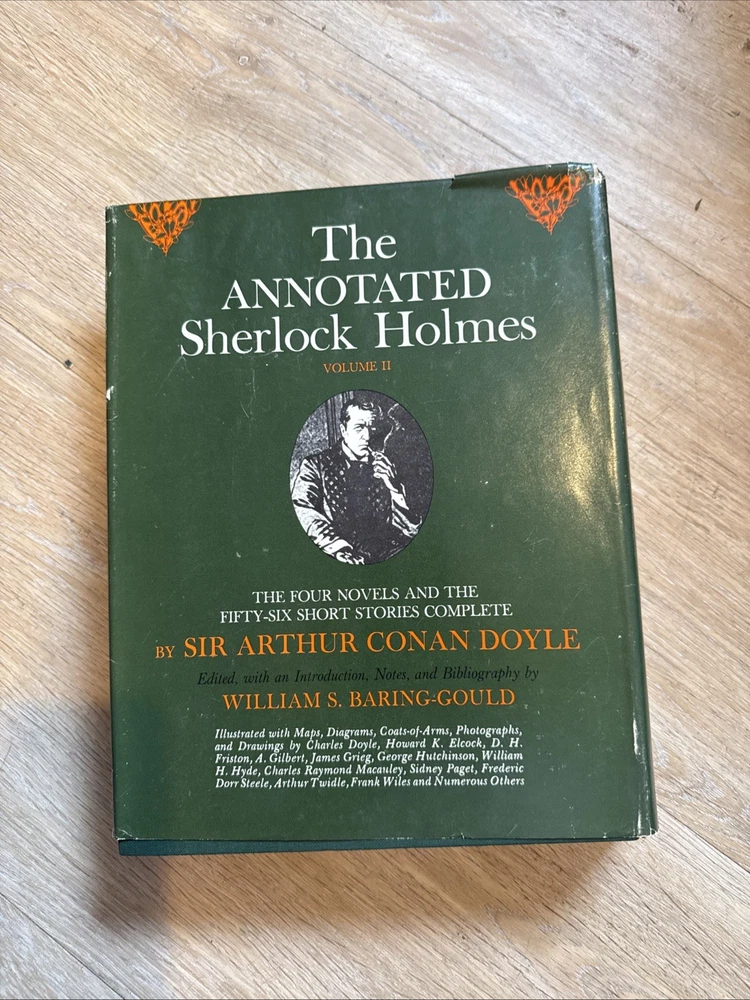 The
ANNOTATED
Sherlock Holmes
VOLUME II
THE FOUR NOVELS AND THE
FIFTY-SIX SHORT STORIES COMPLETE
BY SIR ARTHUR CONAN DOYLE
Edited, with an Introduction, Notes, and Bibliography by
WILLIAM S. BARING-GOULD
Illustrated with Maps, Diagrams, Coats-of-Arms, Photographs,
and Drawings by Charles Doyle, Howard K. Elcock, D. H.
Friston, A. Gilbert, James Grieg, George Hutchinson, William
H. Hyde, Charles Raymond Macauley, Sidney Paget, Frederic
Dorr Steele, Arthur Twidle, Frank Wiles and Numerous Others